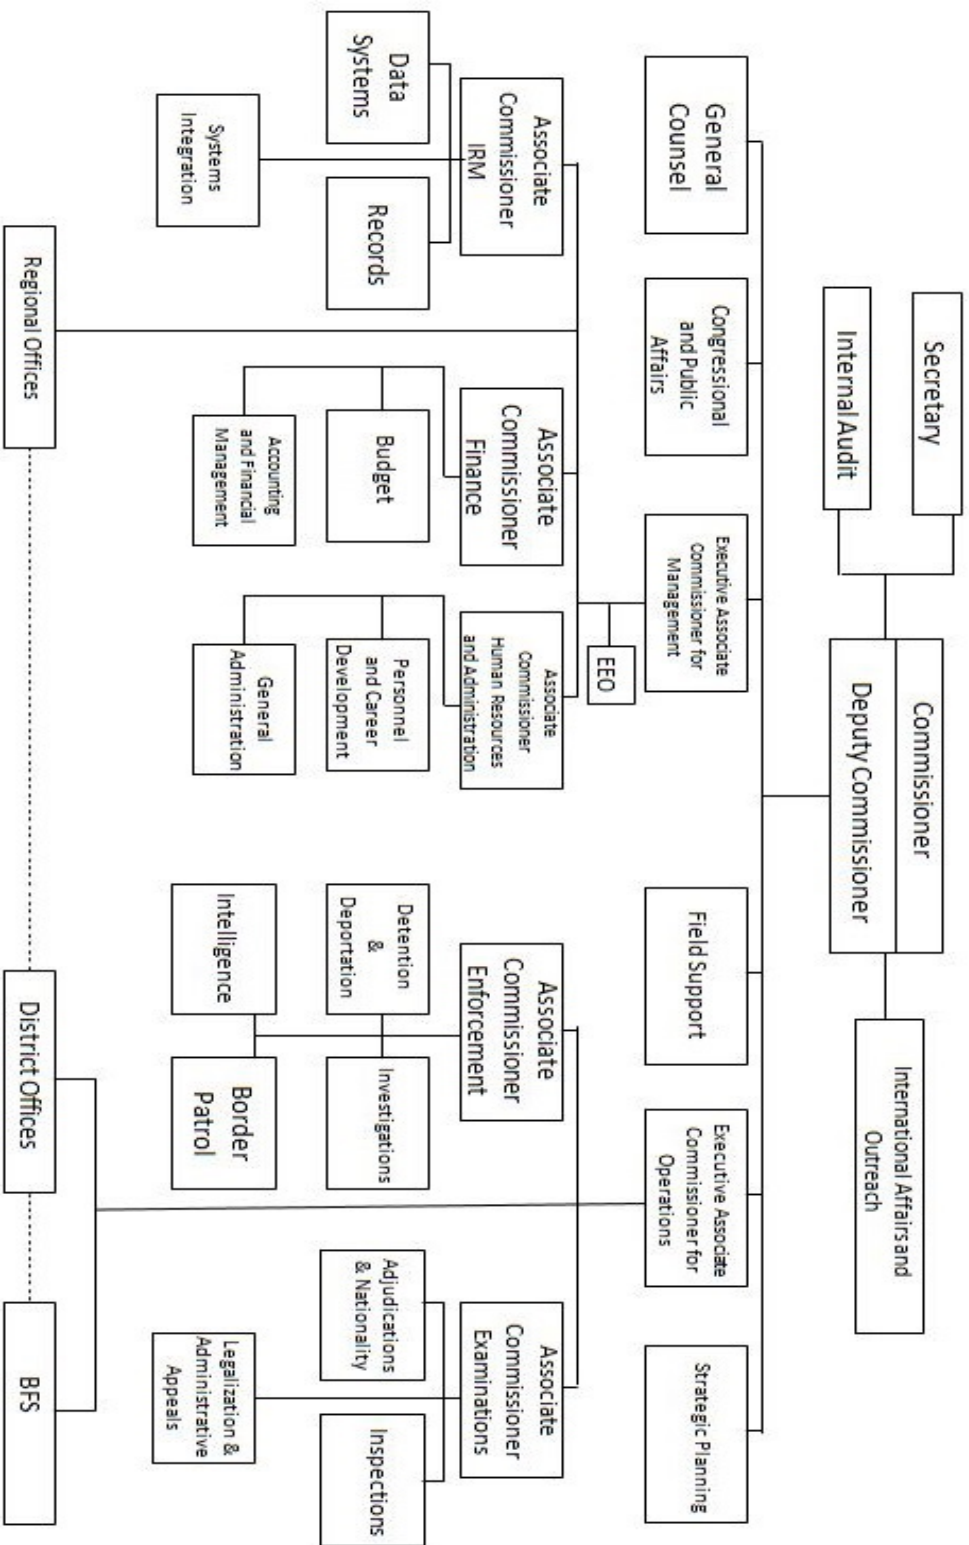 Secretary
Internal Audit
Commissioner
Deputy Commissioner
International Affairs and
Outreach
General
Counsel
Congressional
and Public
Affairs
Executive Associate
Commissioner for
Management
Field Support
Executive Associate
Commissioner for
Operations
Strategic Planning
EEO
Associate
Commissioner
IRM
Associate
Commissioner
Finance
Associate
Commissioner
Human Resources
and Administration
Associate
Commissioner
Enforcement
Associate
Commissioner
Examinations
Data
Systems
Records
Budget
Personnel
and Career
Development
Detention
&
Deportation
Investigations
Adjudications
& Nationality
Inspections
Systems
Integration
Accounting
and Financial
Management
General
Administration
Intelligence
Border
Patrol
Legalization &
Administrative
Appeals
Regional Offices
District Offices
BFS